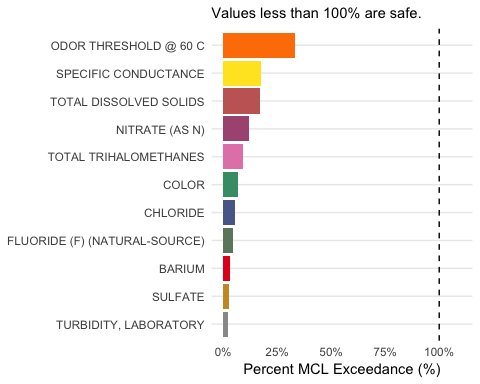 Values less than 100% are safe.
ODOR THRESHOLD @ 60 C
SPECIFIC CONDUCTANCE
TOTAL DISSOLVED SOLIDS
NITRATE (AS N)
TOTAL TRIHALOMETHANES
COLOR
CHLORIDE
FLUORIDE (F) (NATURAL-SOURCE)
BARIUM
SULFATE
TURBIDITY, LABORATORY
0% 25% 50% 75% 100%
Percent MCL Exceedance (%)